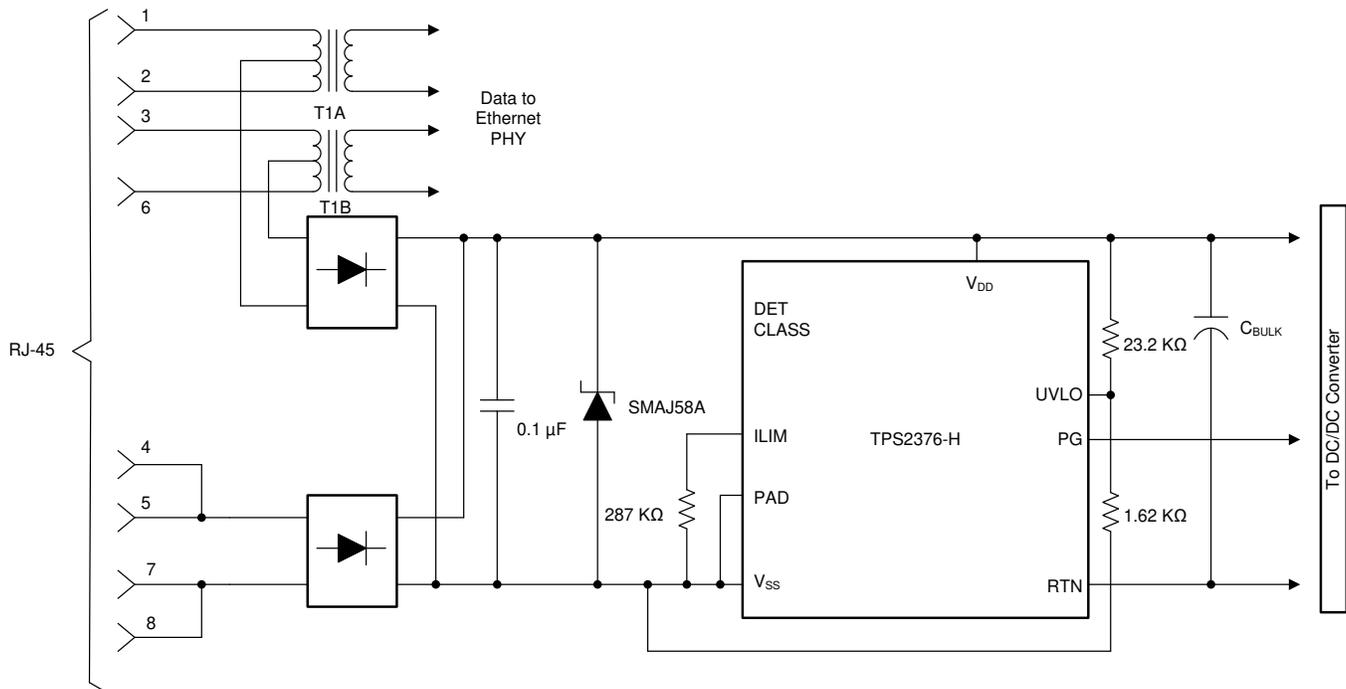 1
2
T1A
3
6
T1B
Data to
Ethernet
PHY
RJ-45
4
5
7
8
0.1 µF
SMAJ58A
287 KΩ
DET
CLASS
ILIM
PAD
VSS
TPS2376-H
VDD
UVLO
PG
RTN
23.2 KΩ
1.62 KΩ
CBULK
To DC/DC Converter